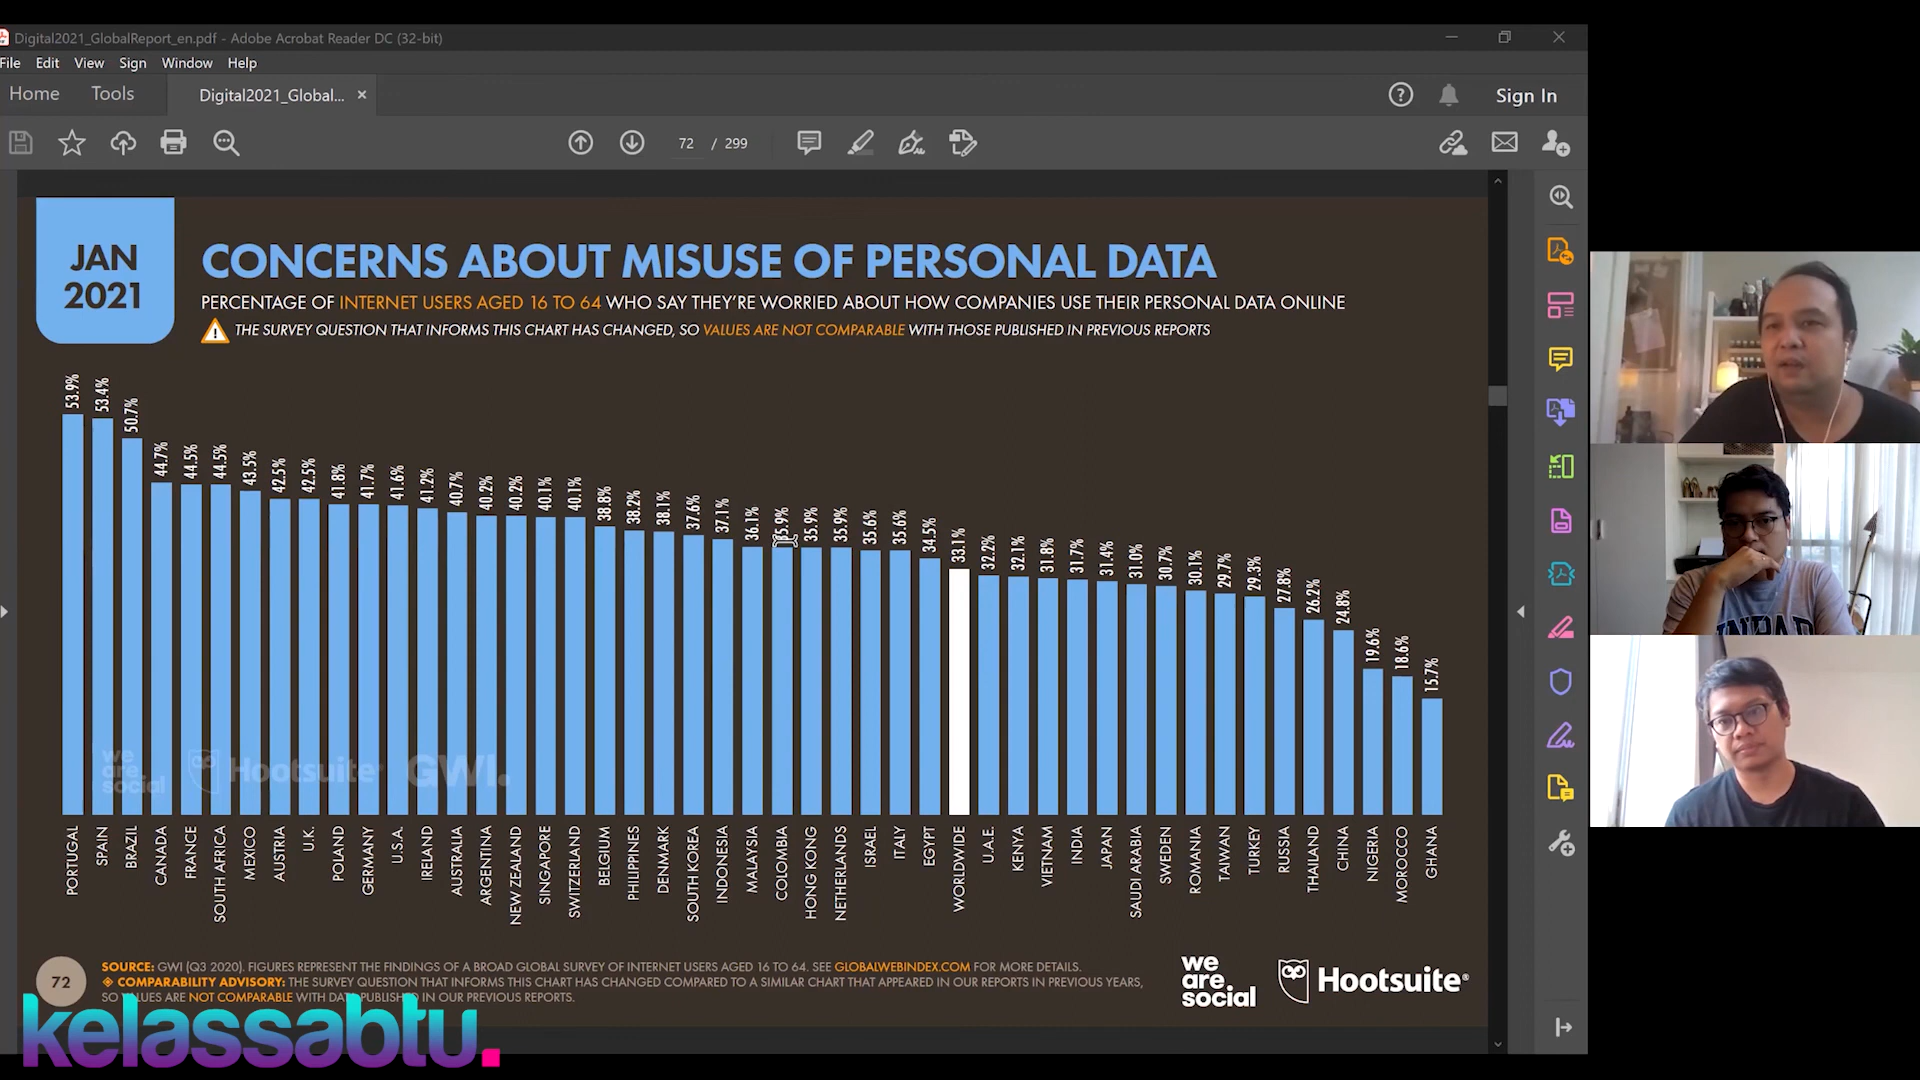 Digital2021_GlobalReport_en.pdf - Adobe Acrobat Reader DC (32-bit)
File Edit View Sign Window Help
Home Tools Digital2021_Global... × Sign In
72 / 299
JAN
2021
CONCERNS ABOUT MISUSE OF PERSONAL DATA
PERCENTAGE OF INTERNET USERS AGED 16 TO 64 WHO SAY THEY'RE WORRIED ABOUT HOW COMPANIES USE THEIR PERSONAL DATA ONLINE
THE SURVEY QUESTION THAT INFORMS THIS CHART HAS CHANGED, SO VALUES ARE NOT COMPARABLE WITH THOSE PUBLISHED IN PREVIOUS REPORTS
53.9%
53.4%
50.7%
44.7%
44.5%
44.5%
43.5%
42.5%
42.5%
41.8%
41.7%
41.6%
41.2%
40.7%
40.2%
40.2%
40.1%
40.1%
38.8%
38.2%
38.1%
37.6%
37.1%
36.1%
35.9%
35.9%
35.9%
35.6%
35.6%
34.5%
33.1%
32.2%
32.1%
31.8%
31.7%
31.4%
31.0%
30.7%
30.1%
29.7%
29.3%
27.8%
26.2%
24.8%
19.6%
18.6%
15.7%
we
are
social
Hootsuite
GWI.
PORTUGAL
SPAIN
BRAZIL
CANADA
FRANCE
SOUTH AFRICA
MEXICO
AUSTRIA
U.K.
POLAND
GERMANY
U.S.A.
IRELAND
AUSTRALIA
ARGENTINA
NEW ZEALAND
SINGAPORE
SWITZERLAND
BELGIUM
PHILIPPINES
DENMARK
SOUTH KOREA
INDONESIA
MALAYSIA
COLOMBIA
HONG KONG
NETHERLANDS
ISRAEL
ITALY
EGYPT
WORLDWIDE
U.A.E.
KENYA
VIETNAM
INDIA
JAPAN
SAUDI ARABIA
SWEDEN
ROMANIA
TAIWAN
TURKEY
RUSSIA
THAILAND
CHINA
NIGERIA
MOROCCO
GHANA
72
SOURCE: GWI (Q3 2020). FIGURES REPRESENT THE FINDINGS OF A BROAD GLOBAL SURVEY OF INTERNET USERS AGED 16 TO 64. SEE GLOBALWEBINDEX.COM FOR MORE DETAILS.
COMPARABILITY ADVISORY: THE SURVEY QUESTION THAT INFORMS THIS CHART HAS CHANGED COMPARED TO A SIMILAR CHART THAT APPEARED IN OUR REPORTS IN PREVIOUS YEARS,
SO VALUES ARE NOT COMPARABLE WITH DATA PUBLISHED IN OUR PREVIOUS REPORTS.
we
are
social
Hootsuite
kelassabtu.